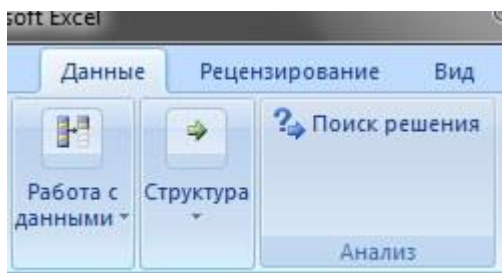 soft Excel
Данные Рецензирование Вид
Поиск решения
Работа с данными
Структура
Анализ